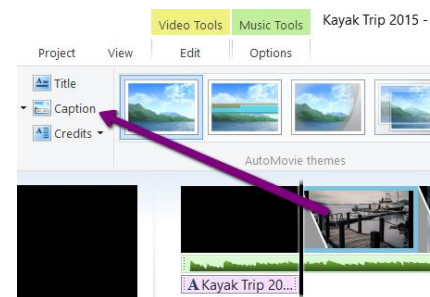 Video Tools Music Tools Kayak Trip 2015 -
Project View Edit Options
Title
Caption
Credits
AutoMovie themes
A Kayak Trip 20...